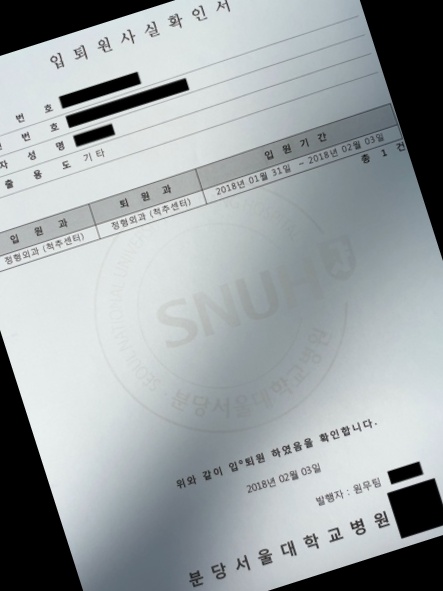 입퇴원사실확인서
번 호
번 호
성 명
용 도 기타
입 원 과 퇴 원 과 입 원 기 간
정형외과 (척추센터) 정형외과 (척추센터) 2018년 01월 31일 ~ 2018년 02월 03일
총 1 건
SNUH
분당서울대학교병원
위와 같이 입퇴원 하였음을 확인합니다.
2018년 02월 03일
발행자 : 원무팀
분당서울대학교병원